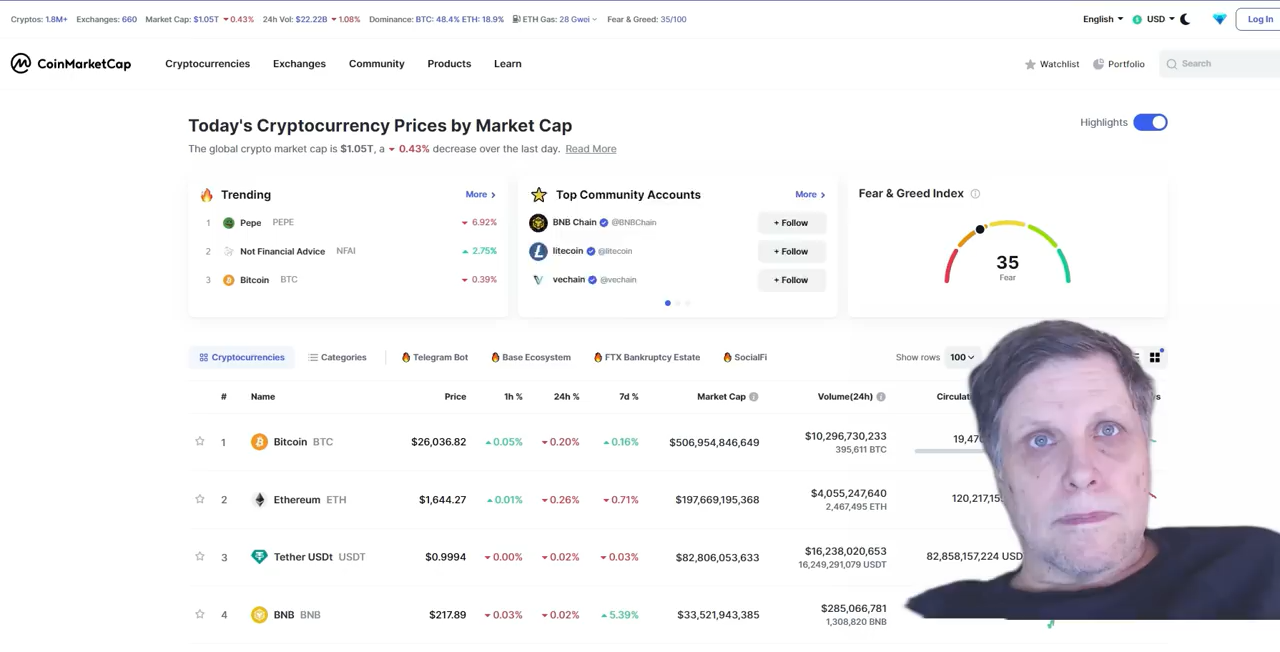 Cryptos: 1.8M+ Exchanges: 660 Market Cap: $1.05T 0.43% 24h Vol: $22.22B 1.08% Dominance: BTC: 48.4% ETH: 18.9% ETH Gas: 28 Gwei Fear & Greed: 35/100 English USD Log In
CoinMarketCap Cryptocurrencies Exchanges Community Products Learn Watchlist Portfolio Search
Today's Cryptocurrency Prices by Market Cap Highlights
The global crypto market cap is $1.05T, a 0.43% decrease over the last day. Read More
Trending More
1 Pepe PEPE 6.92%
2 Not Financial Advice NFAI 2.75%
3 Bitcoin BTC 0.39%
Top Community Accounts More
BNB Chain @BNBChain + Follow
litecoin @litecoin + Follow
vechain @vechain + Follow
Fear & Greed Index
35
Fear
Cryptocurrencies Categories Telegram Bot Base Ecosystem FTX Bankruptcy Estate SocialFi Show rows 100
# Name Price 1h % 24h % 7d % Market Cap Volume(24h)
1 Bitcoin BTC $26,036.82 0.05% 0.20% 0.16% $506,954,846,649 $10,296,730,233
395,611 BTC
2 Ethereum ETH $1,644.27 0.01% 0.26% 0.71% $197,669,195,368 $4,055,247,640
2,467,495 ETH
3 Tether USDt USDT $0.9994 0.00% 0.02% 0.03% $82,806,053,633 $16,238,020,653 82,858,157,224 USD
16,249,291,079 USDT
4 BNB BNB $217.89 0.03% 0.02% 5.39% $33,521,943,385 $285,066,781
1,308,820 BNB